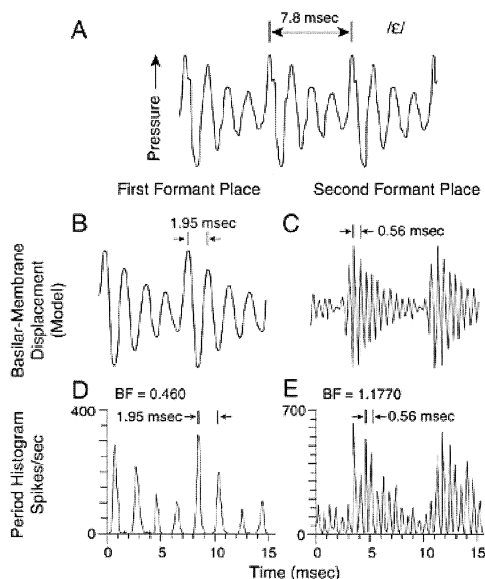 A
7.8 msec
/ε/
Pressure
First Formant Place
Second Formant Place
B
1.95 msec
C
0.56 msec
Basilar-Membrane
Displacement
(Model)
D
BF = 0.460
E
BF = 1.1770
400
1.95 msec
700
0.56 msec
Period Histogram
Spikes/sec
0
0
0 5 10 15
0 5 10 15
Time (msec)